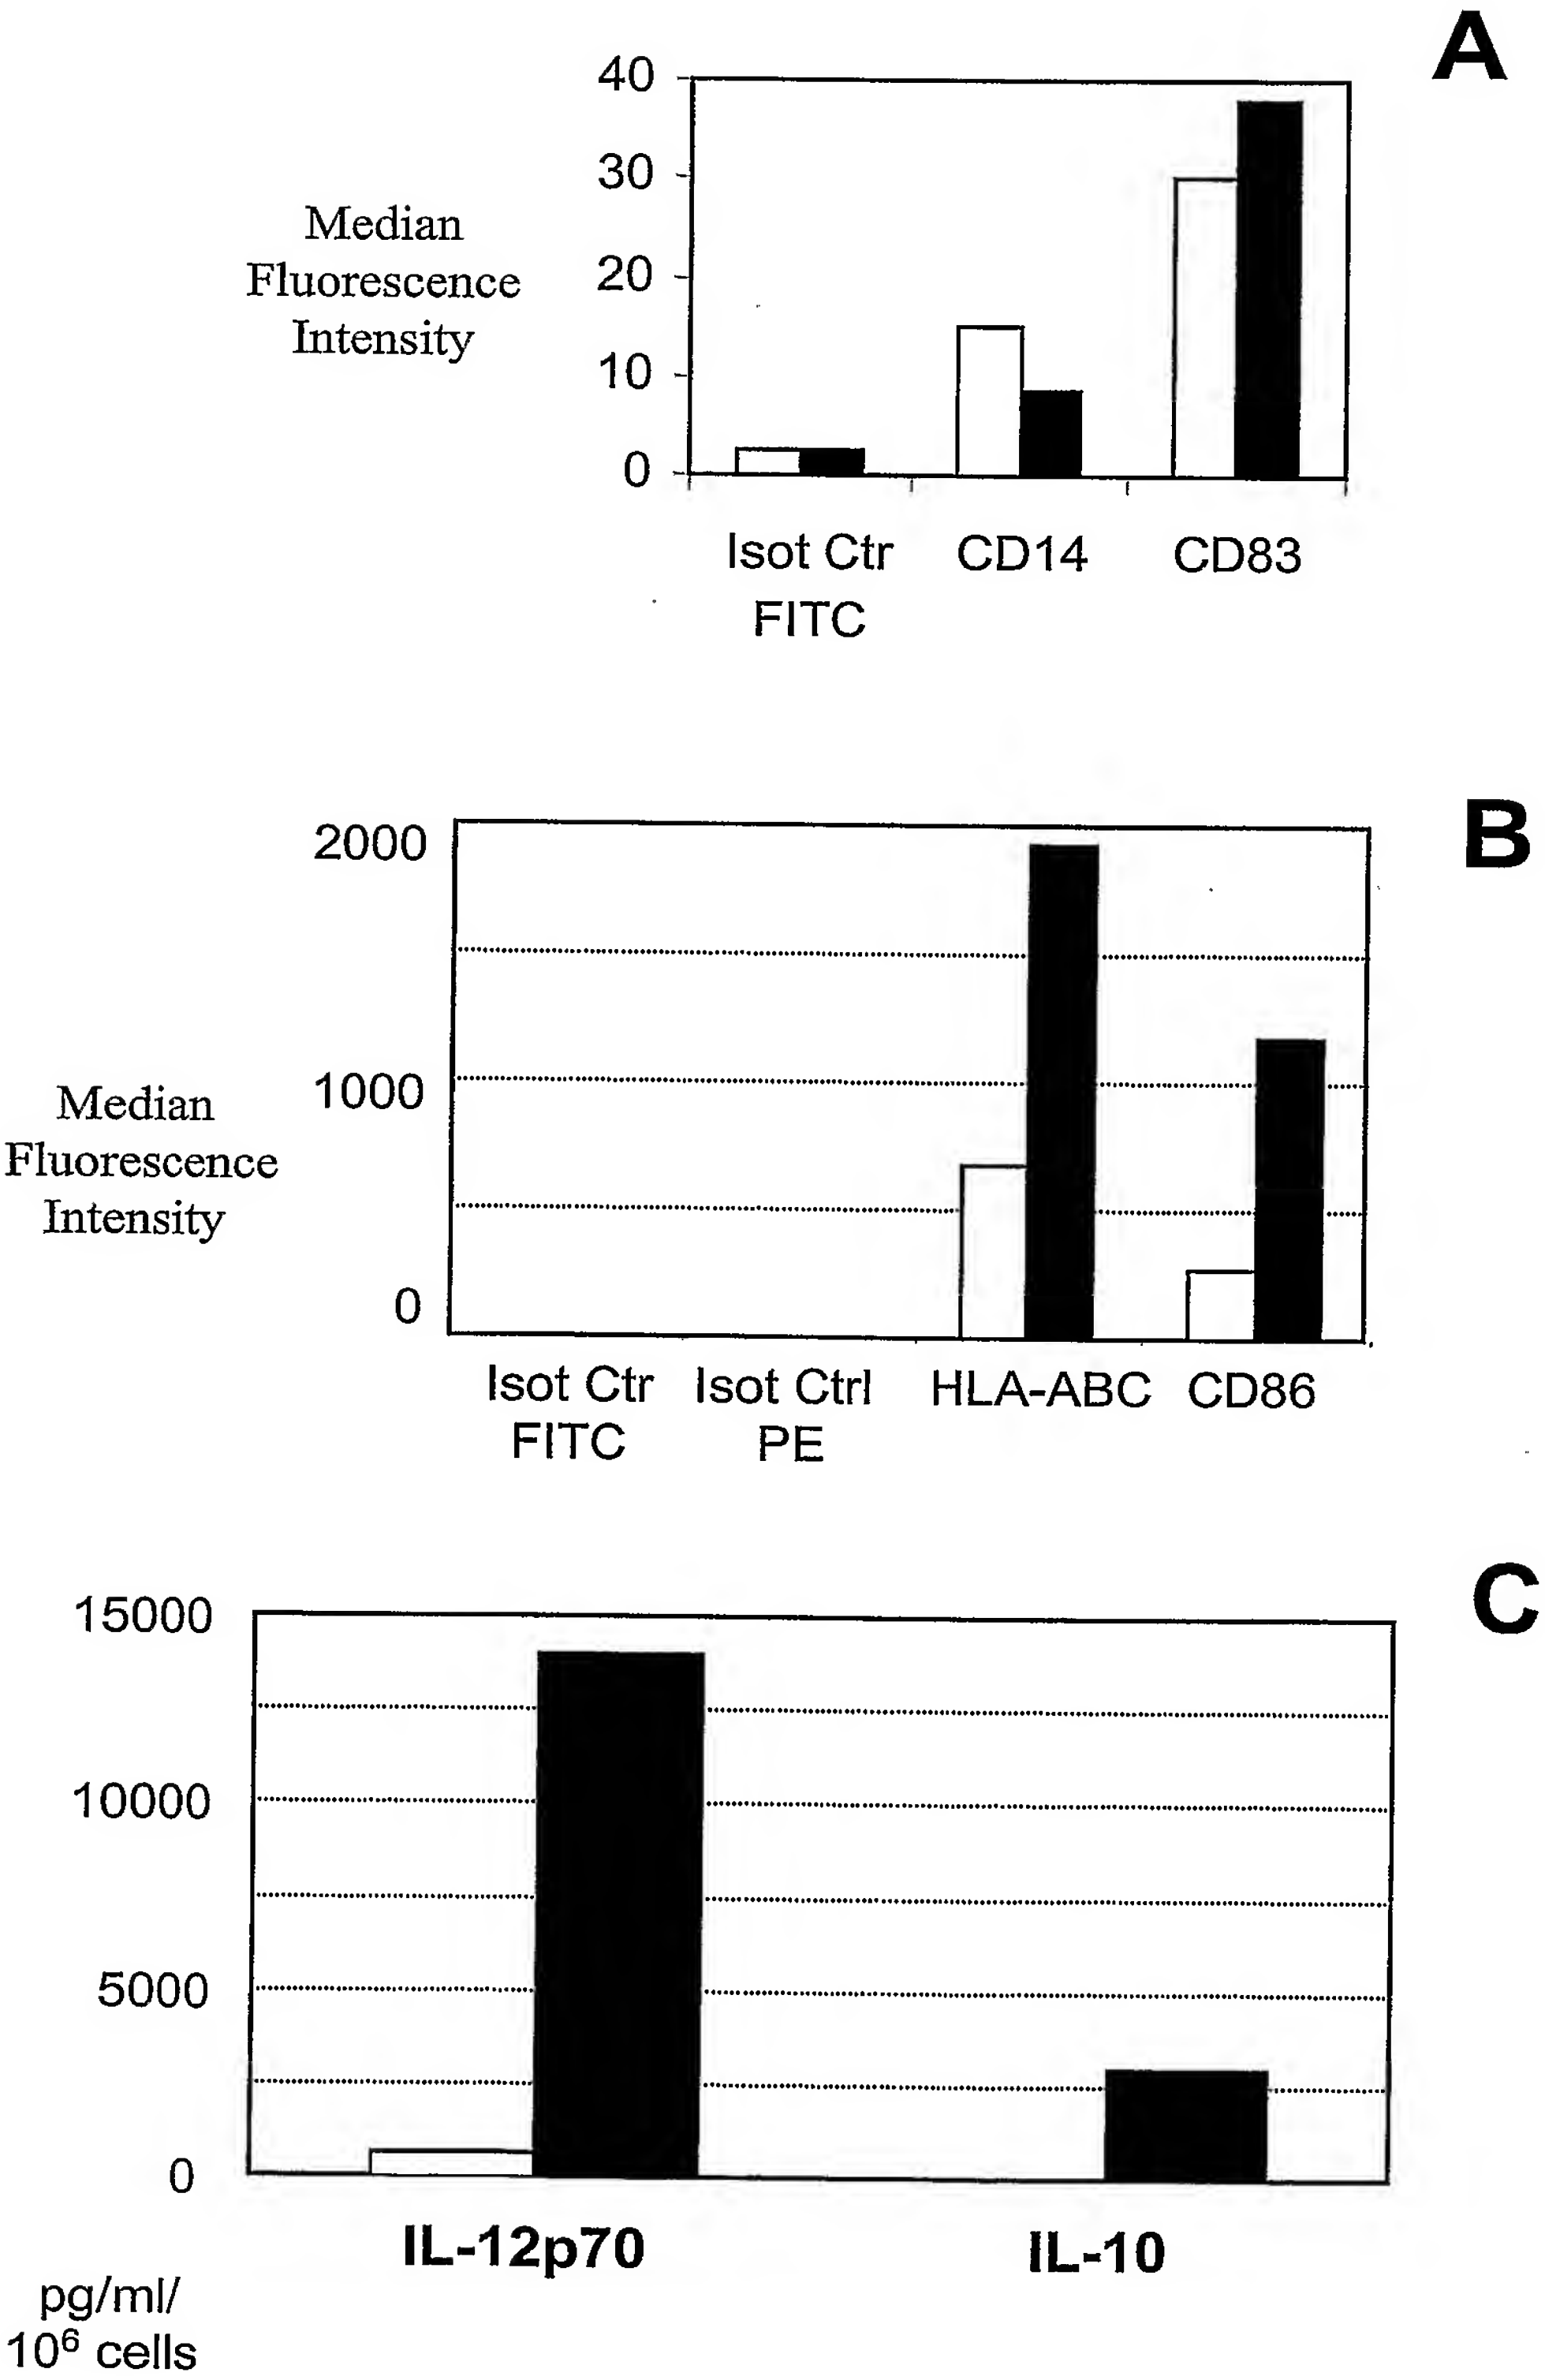 A
40
30
20
10
0
Median
Fluorescence
Intensity
Isot Ctr
FITC
CD14
CD83
B
2000
1000
0
Median
Fluorescence
Intensity
Isot Ctr
FITC
Isot Ctrl
PE
HLA-ABC
CD86
C
15000
10000
5000
0
IL-12p70
IL-10
pg/ml/
10⁶ cells